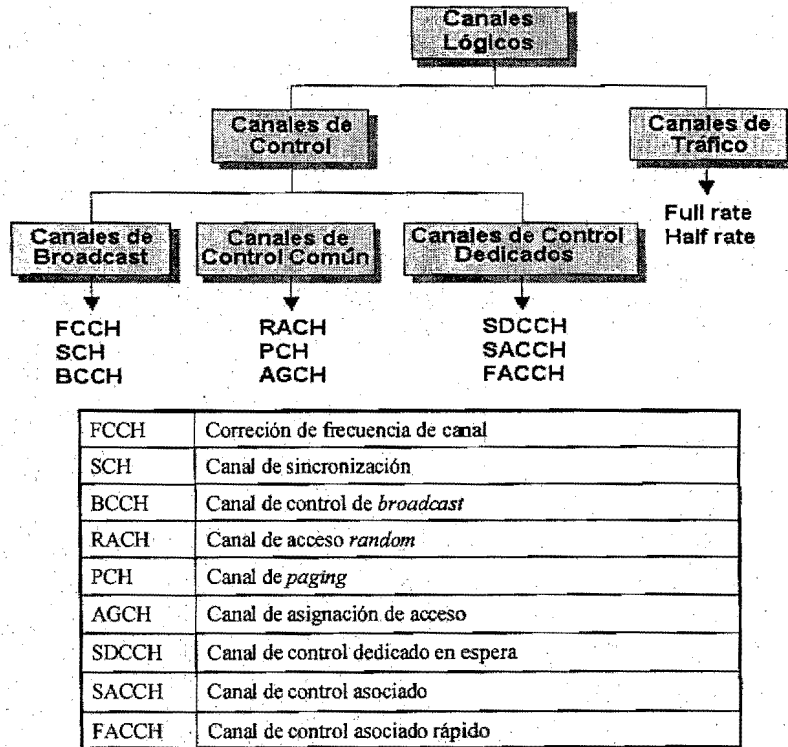 Canales
Lógicos
Canales de
Control
Canales de
Tráfico
Full rate
Half rate
Canales de
Broadcast
Canales de
Control Común
Canales de Control
Dedicados
FCCH
SCH
BCCH
RACH
PCH
AGCH
SDCCH
SACCH
FACCH
FCCH Correción de frecuencia de canal
SCH Canal de sincronización
BCCH Canal de control de broadcast
RACH Canal de acceso random
PCH Canal de paging
AGCH Canal de asignación de acceso
SDCCH Canal de control dedicado en espera
SACCH Canal de control asociado
FACCH Canal de control asociado rápido